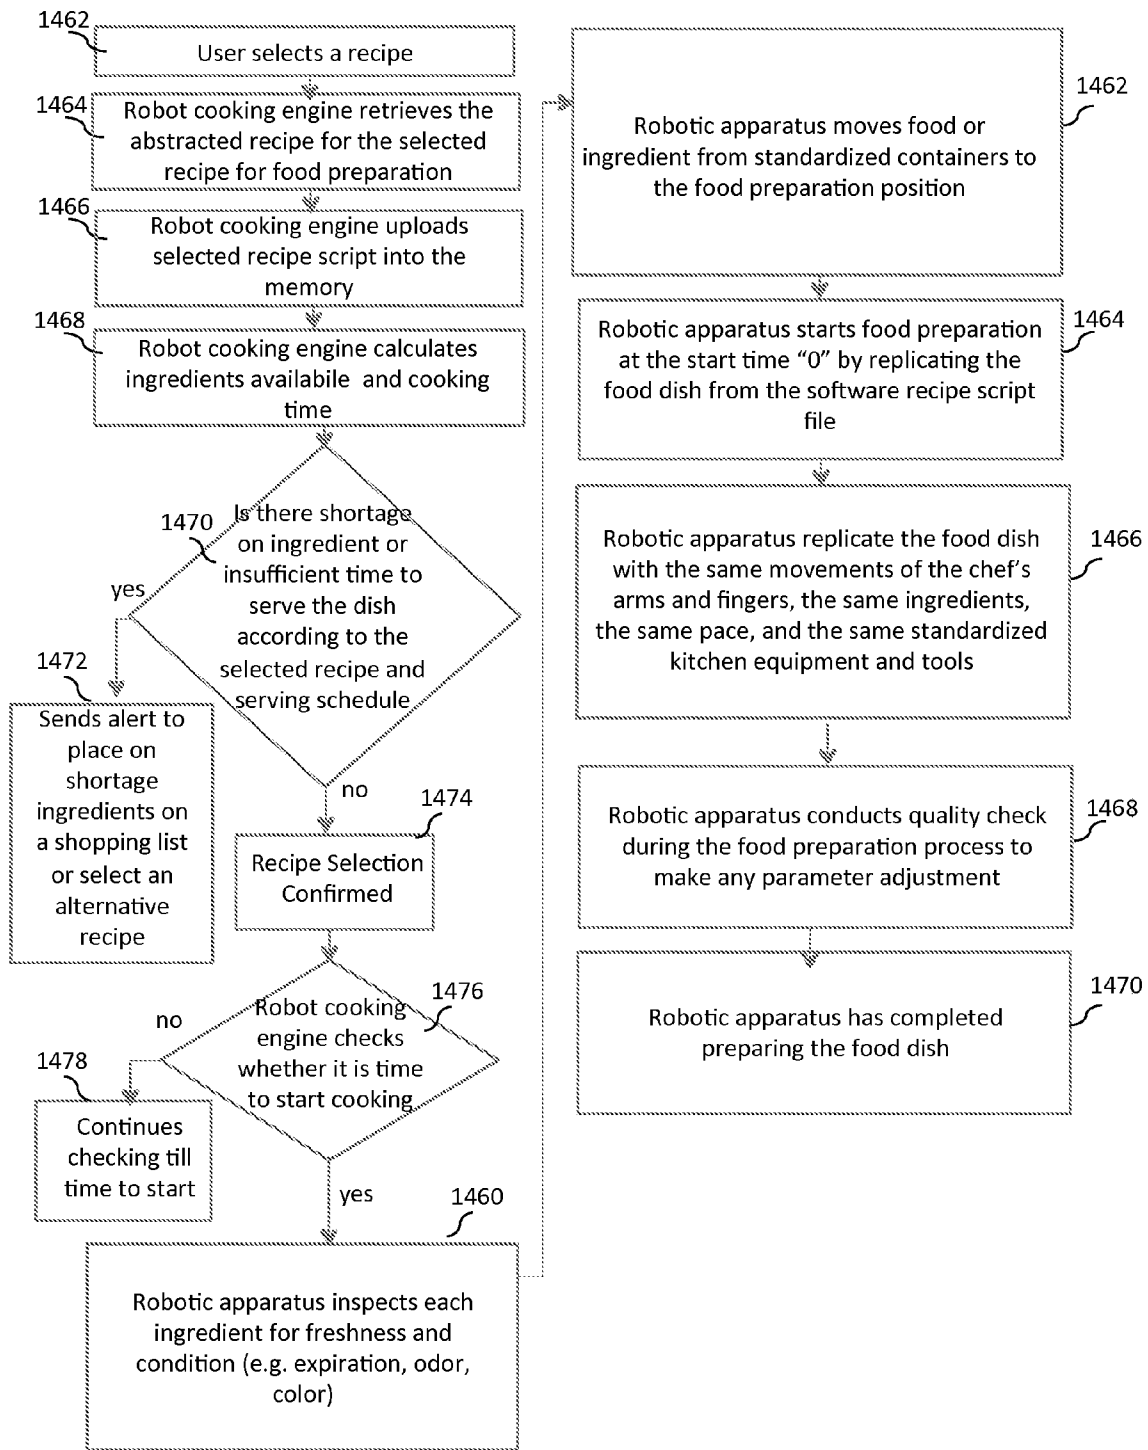 1462
User selects a recipe
1464
Robot cooking engine retrieves the
abstracted recipe for the selected
recipe for food preparation
1466
Robot cooking engine uploads
selected recipe script into the
memory
1468
Robot cooking engine calculates
ingredients availabile and cooking
time
1470
Is there shortage
on ingredient or
insufficient time to
serve the dish
according to the
selected recipe and
serving schedule
yes
no
1472
Sends alert to
place on
shortage
ingredients on
a shopping list
or select an
alternative
recipe
1474
Recipe Selection
Confirmed
1476
Robot cooking
engine checks
whether it is time
to start cooking
no
yes
1478
Continues
checking till
time to start
1460
Robotic apparatus inspects each
ingredient for freshness and
condition (e.g. expiration, odor,
color)
1462
Robotic apparatus moves food or
ingredient from standardized containers to
the food preparation position
1464
Robotic apparatus starts food preparation
at the start time “0” by replicating the
food dish from the software recipe script
file
1466
Robotic apparatus replicate the food dish
with the same movements of the chef’s
arms and fingers, the same ingredients,
the same pace, and the same standardized
kitchen equipment and tools
1468
Robotic apparatus conducts quality check
during the food preparation process to
make any parameter adjustment
1470
Robotic apparatus has completed
preparing the food dish